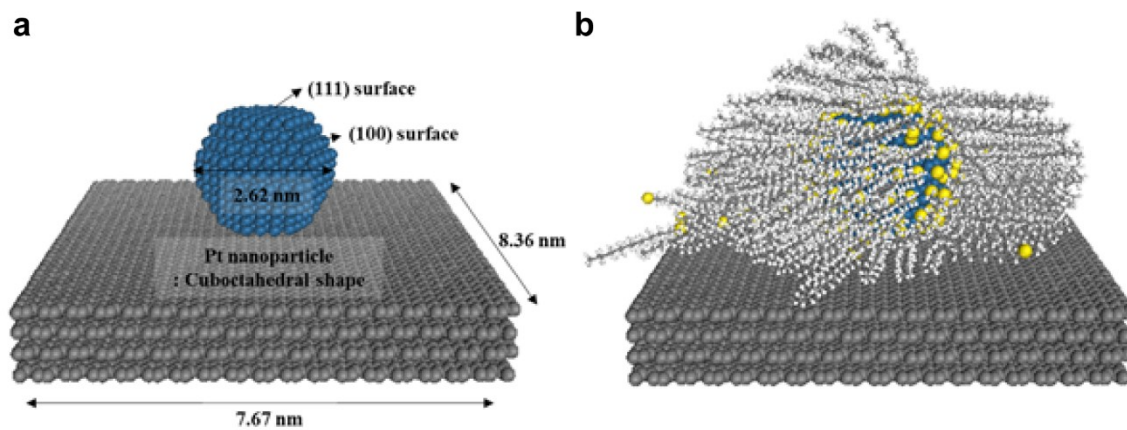 a
b
(111) surface
(100) surface
2.62 nm
8.36 nm
Pt nanoparticle
: Cuboctahedral shape
7.67 nm